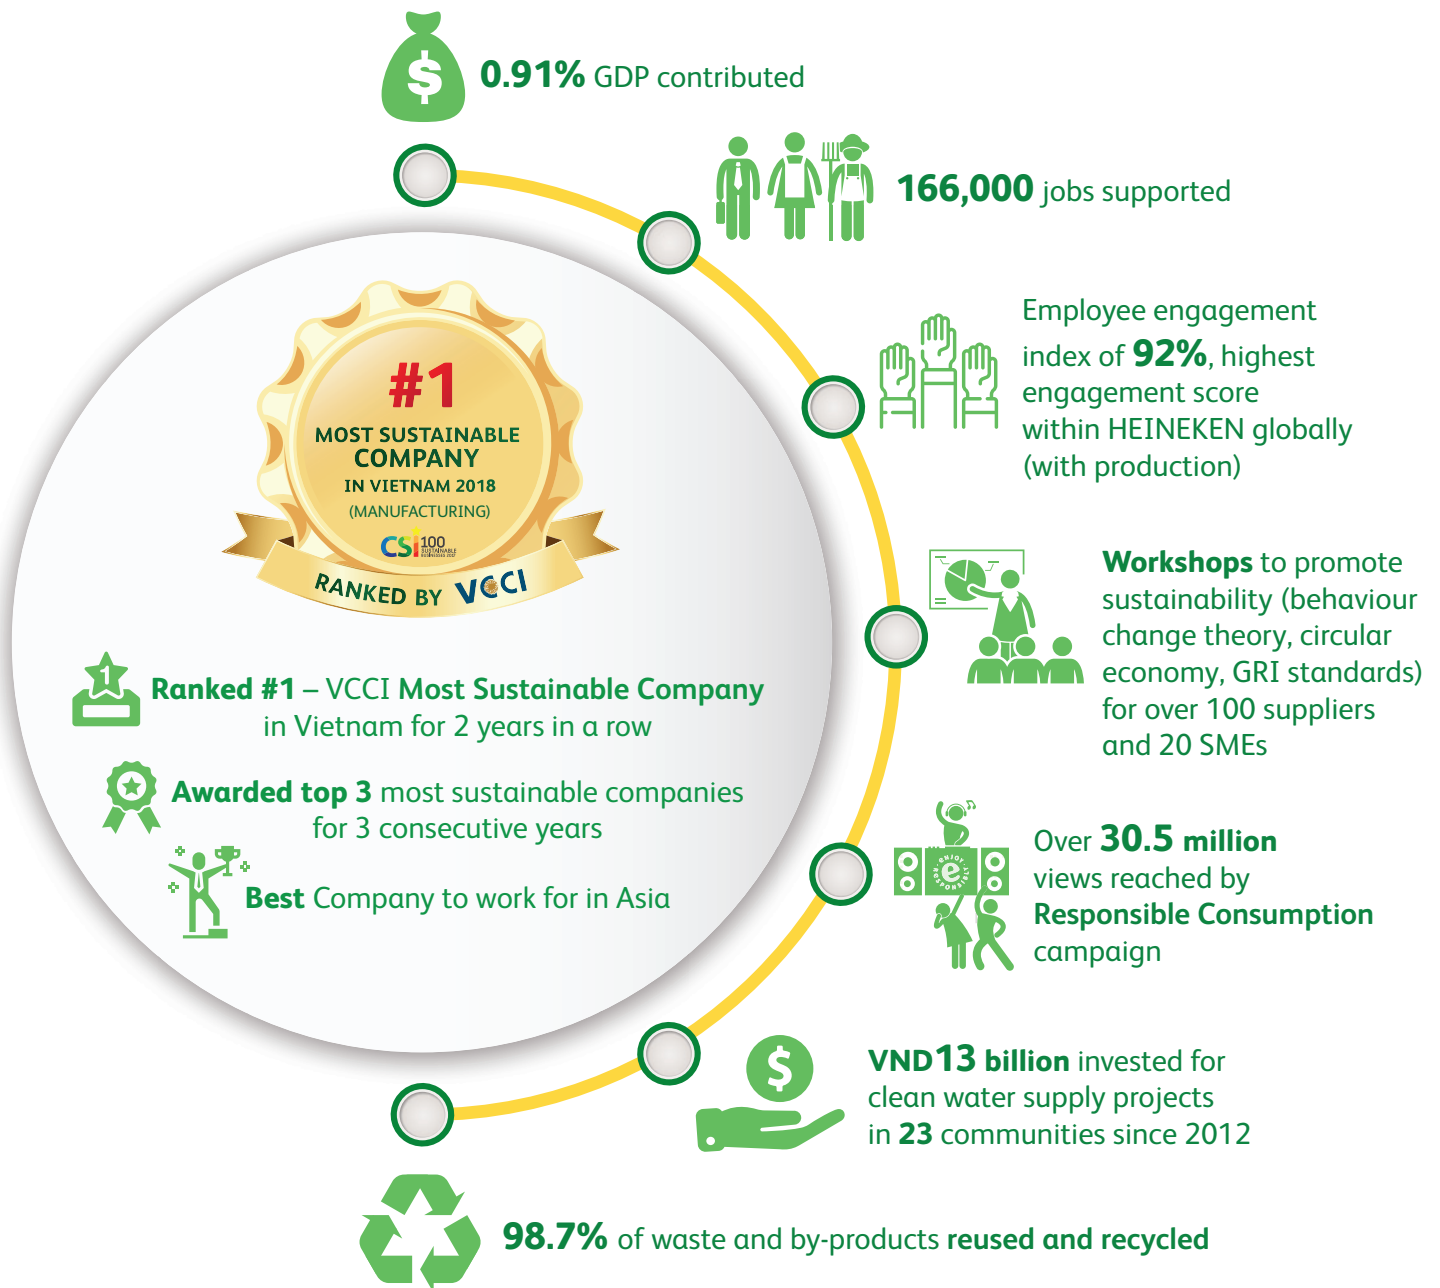 $
0.91% GDP contributed
166,000 jobs supported
Employee engagement
index of 92%, highest
engagement score
within HEINEKEN globally
(with production)
Workshops to promote
sustainability (behaviour
change theory, circular
economy, GRI standards)
for over 100 suppliers
and 20 SMEs
Over 30.5 million
views reached by
Responsible Consumption
campaign
ENJOY
e
RESPONSIBLY
$
VND13 billion invested for
clean water supply projects
in 23 communities since 2012
98.7% of waste and by-products reused and recycled
#1
MOST SUSTAINABLE
COMPANY
IN VIETNAM 2018
(MANUFACTURING)
CSI 100
SUSTAINABLE
BUSINESSES 2017
RANKED BY VCCI
1
Ranked #1 – VCCI Most Sustainable Company
in Vietnam for 2 years in a row
Awarded top 3 most sustainable companies
for 3 consecutive years
Best Company to work for in Asia